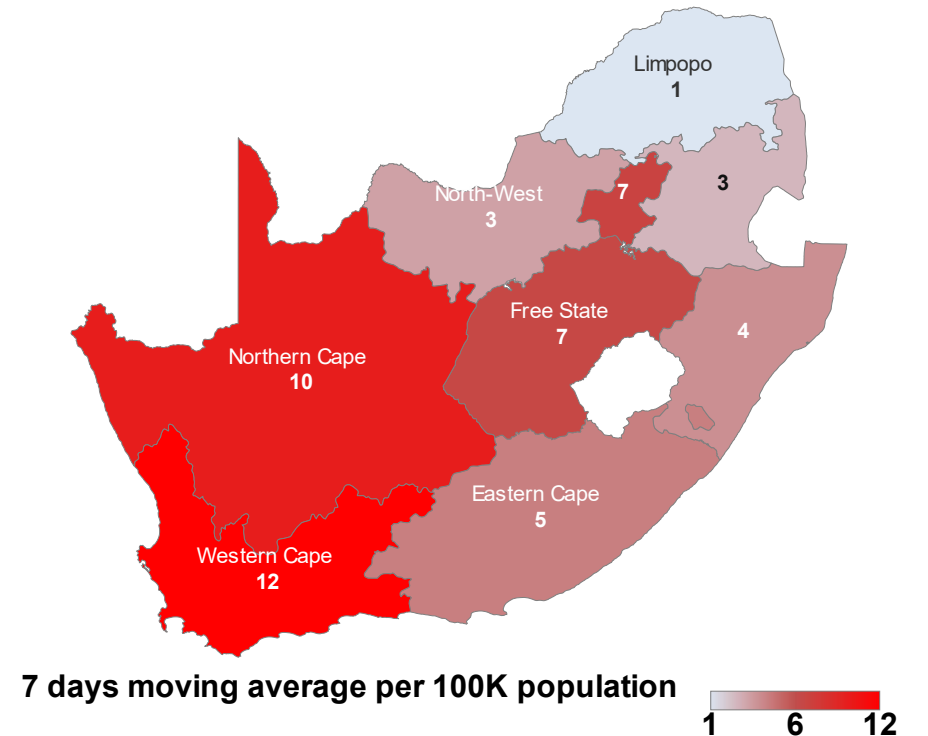 Limpopo
1
North-West
3
7
3
Free State
7
4
Northern Cape
10
Eastern Cape
5
Western Cape
12
7 days moving average per 100K population
1 6 12